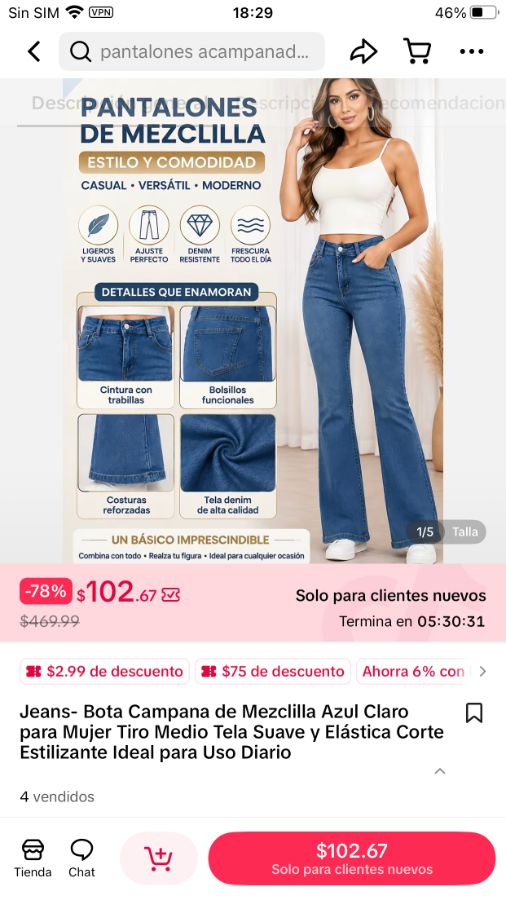 Sin SIM VPN 18:29 46%
pantalones acampanad...
PANTALONES
DE MEZCLILLA
ESTILO Y COMODIDAD
CASUAL • VERSÁTIL • MODERNO
LIGEROS
Y SUAVES
AJUSTE
PERFECTO
DENIM
RESISTENTE
FRESCURA
TODO EL DÍA
DETALLES QUE ENAMORAN
Cintura con
trabillas
Bolsillos
funcionales
Costuras
reforzadas
Tela denim
de alta calidad
UN BÁSICO IMPRESCINDIBLE
Combina con todo • Realza tu figura • Ideal para cualquier ocasión
1/5 Talla
-78% $102.67 Solo para clientes nuevos
$469.99 Termina en 05:30:31
$2.99 de descuento $75 de descuento Ahorra 6% con
Jeans- Bota Campana de Mezclilla Azul Claro
para Mujer Tiro Medio Tela Suave y Elástica Corte
Estilizante Ideal para Uso Diario
4 vendidos
Tienda Chat
$102.67
Solo para clientes nuevos